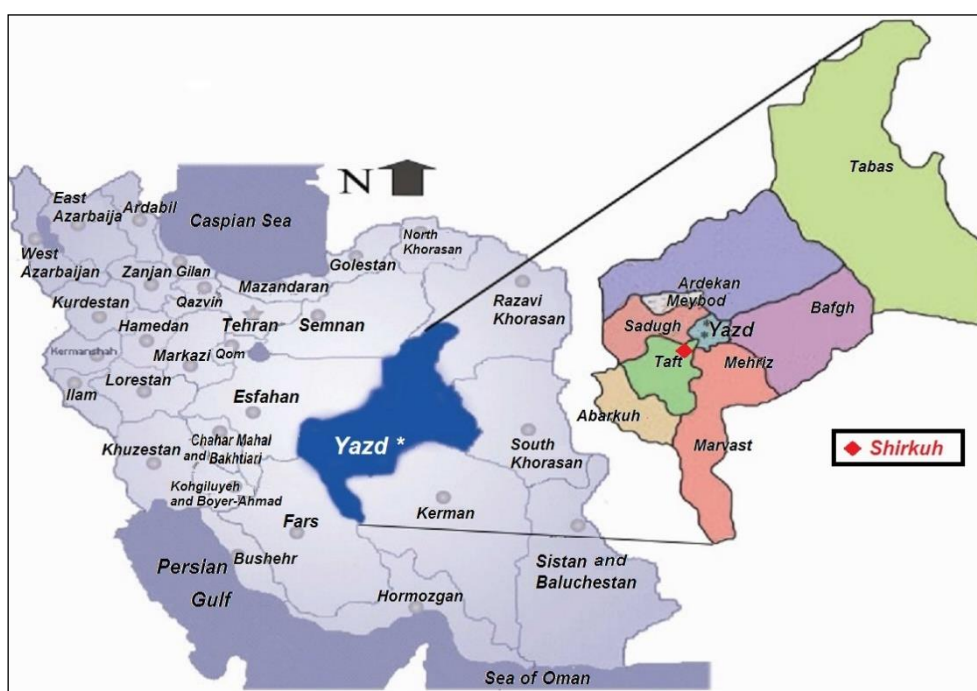 N
Caspian Sea
East
Azarbaija
Ardabil
West
Azarbaijan
Zanjan
Gilan
Mazandaran
Golestan
North
Khorasan
Razavi
Khorasan
Kurdestan
Qazvin
Tehran
Semnan
Hamedan
Kermanshah
Markazi
Qom
Lorestan
Ilam
Esfahan
Yazd *
South
Khorasan
Khuzestan
Chahar Mahal
and Bakhtiari
Kohgiluyeh
and Boyer-Ahmad
Fars
Kerman
Bushehr
Persian
Gulf
Hormozgan
Sistan and
Baluchestan
Sea of Oman
Tabas
Ardekan
Meybod
Bafgh
Sadugh
Yazd
Taft
Mehriz
Abarkuh
Marvast
Shirkuh